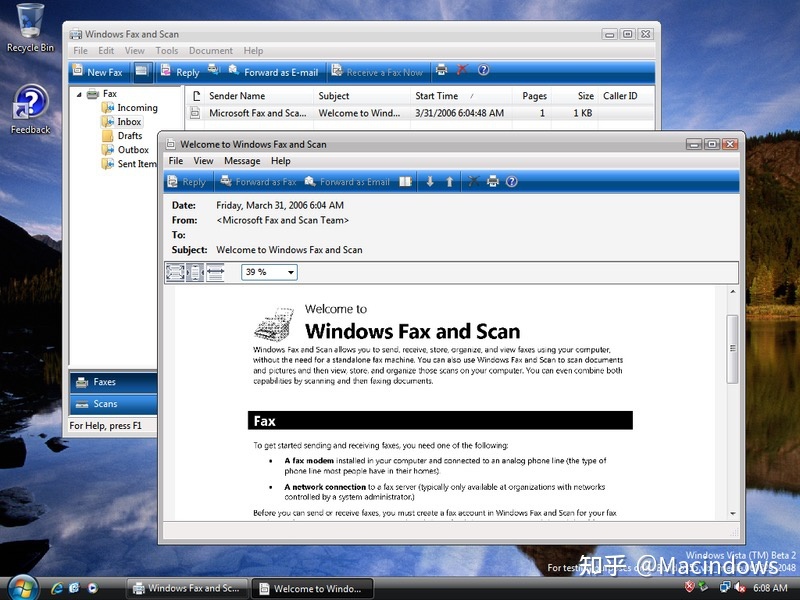 Recycle Bin
Feedback
Windows Fax and Scan
File Edit View Tools Document Help
New Fax Reply Forward as E-mail Receive a Fax Now
Fax
Incoming
Inbox
Drafts
Outbox
Sent Item
Sender Name Subject Start Time Pages Size Caller ID
Microsoft Fax and Sca... Welcome to Wind... 3/31/2006 6:04:48 AM 1 1 KB
Faxes
Scans
For Help, press F1
Welcome to Windows Fax and Scan
File View Message Help
Reply Forward as Fax Forward as Email
Date: Friday, March 31, 2006 6:04 AM
From: <Microsoft Fax and Scan Team>
To:
Subject: Welcome to Windows Fax and Scan
39 %
Welcome to
Windows Fax and Scan
Windows Fax and Scan allows you to send, receive, store, organize, and view faxes using your computer,
without the need for a standalone fax machine. You can also use Windows Fax and Scan to scan documents
and pictures and then view, store, and organize those scans on your computer. You can even combine both
capabilities by scanning and then faxing documents.
Fax
To get started sending and receiving faxes, you need one of the following:
• A fax modem installed in your computer and connected to an analog phone line (the type of
phone line most people have in their homes).
• A network connection to a fax server (typically only available at organizations with networks
controlled by a system administrator.)
Before you can send or receive faxes, you must create a fax account in Windows Fax and Scan for your fax
Windows Vista (TM) Beta 2
For testing
2048
知乎 @Marindows
Windows Fax and Sc...
Welcome to Windo...
6:08 AM